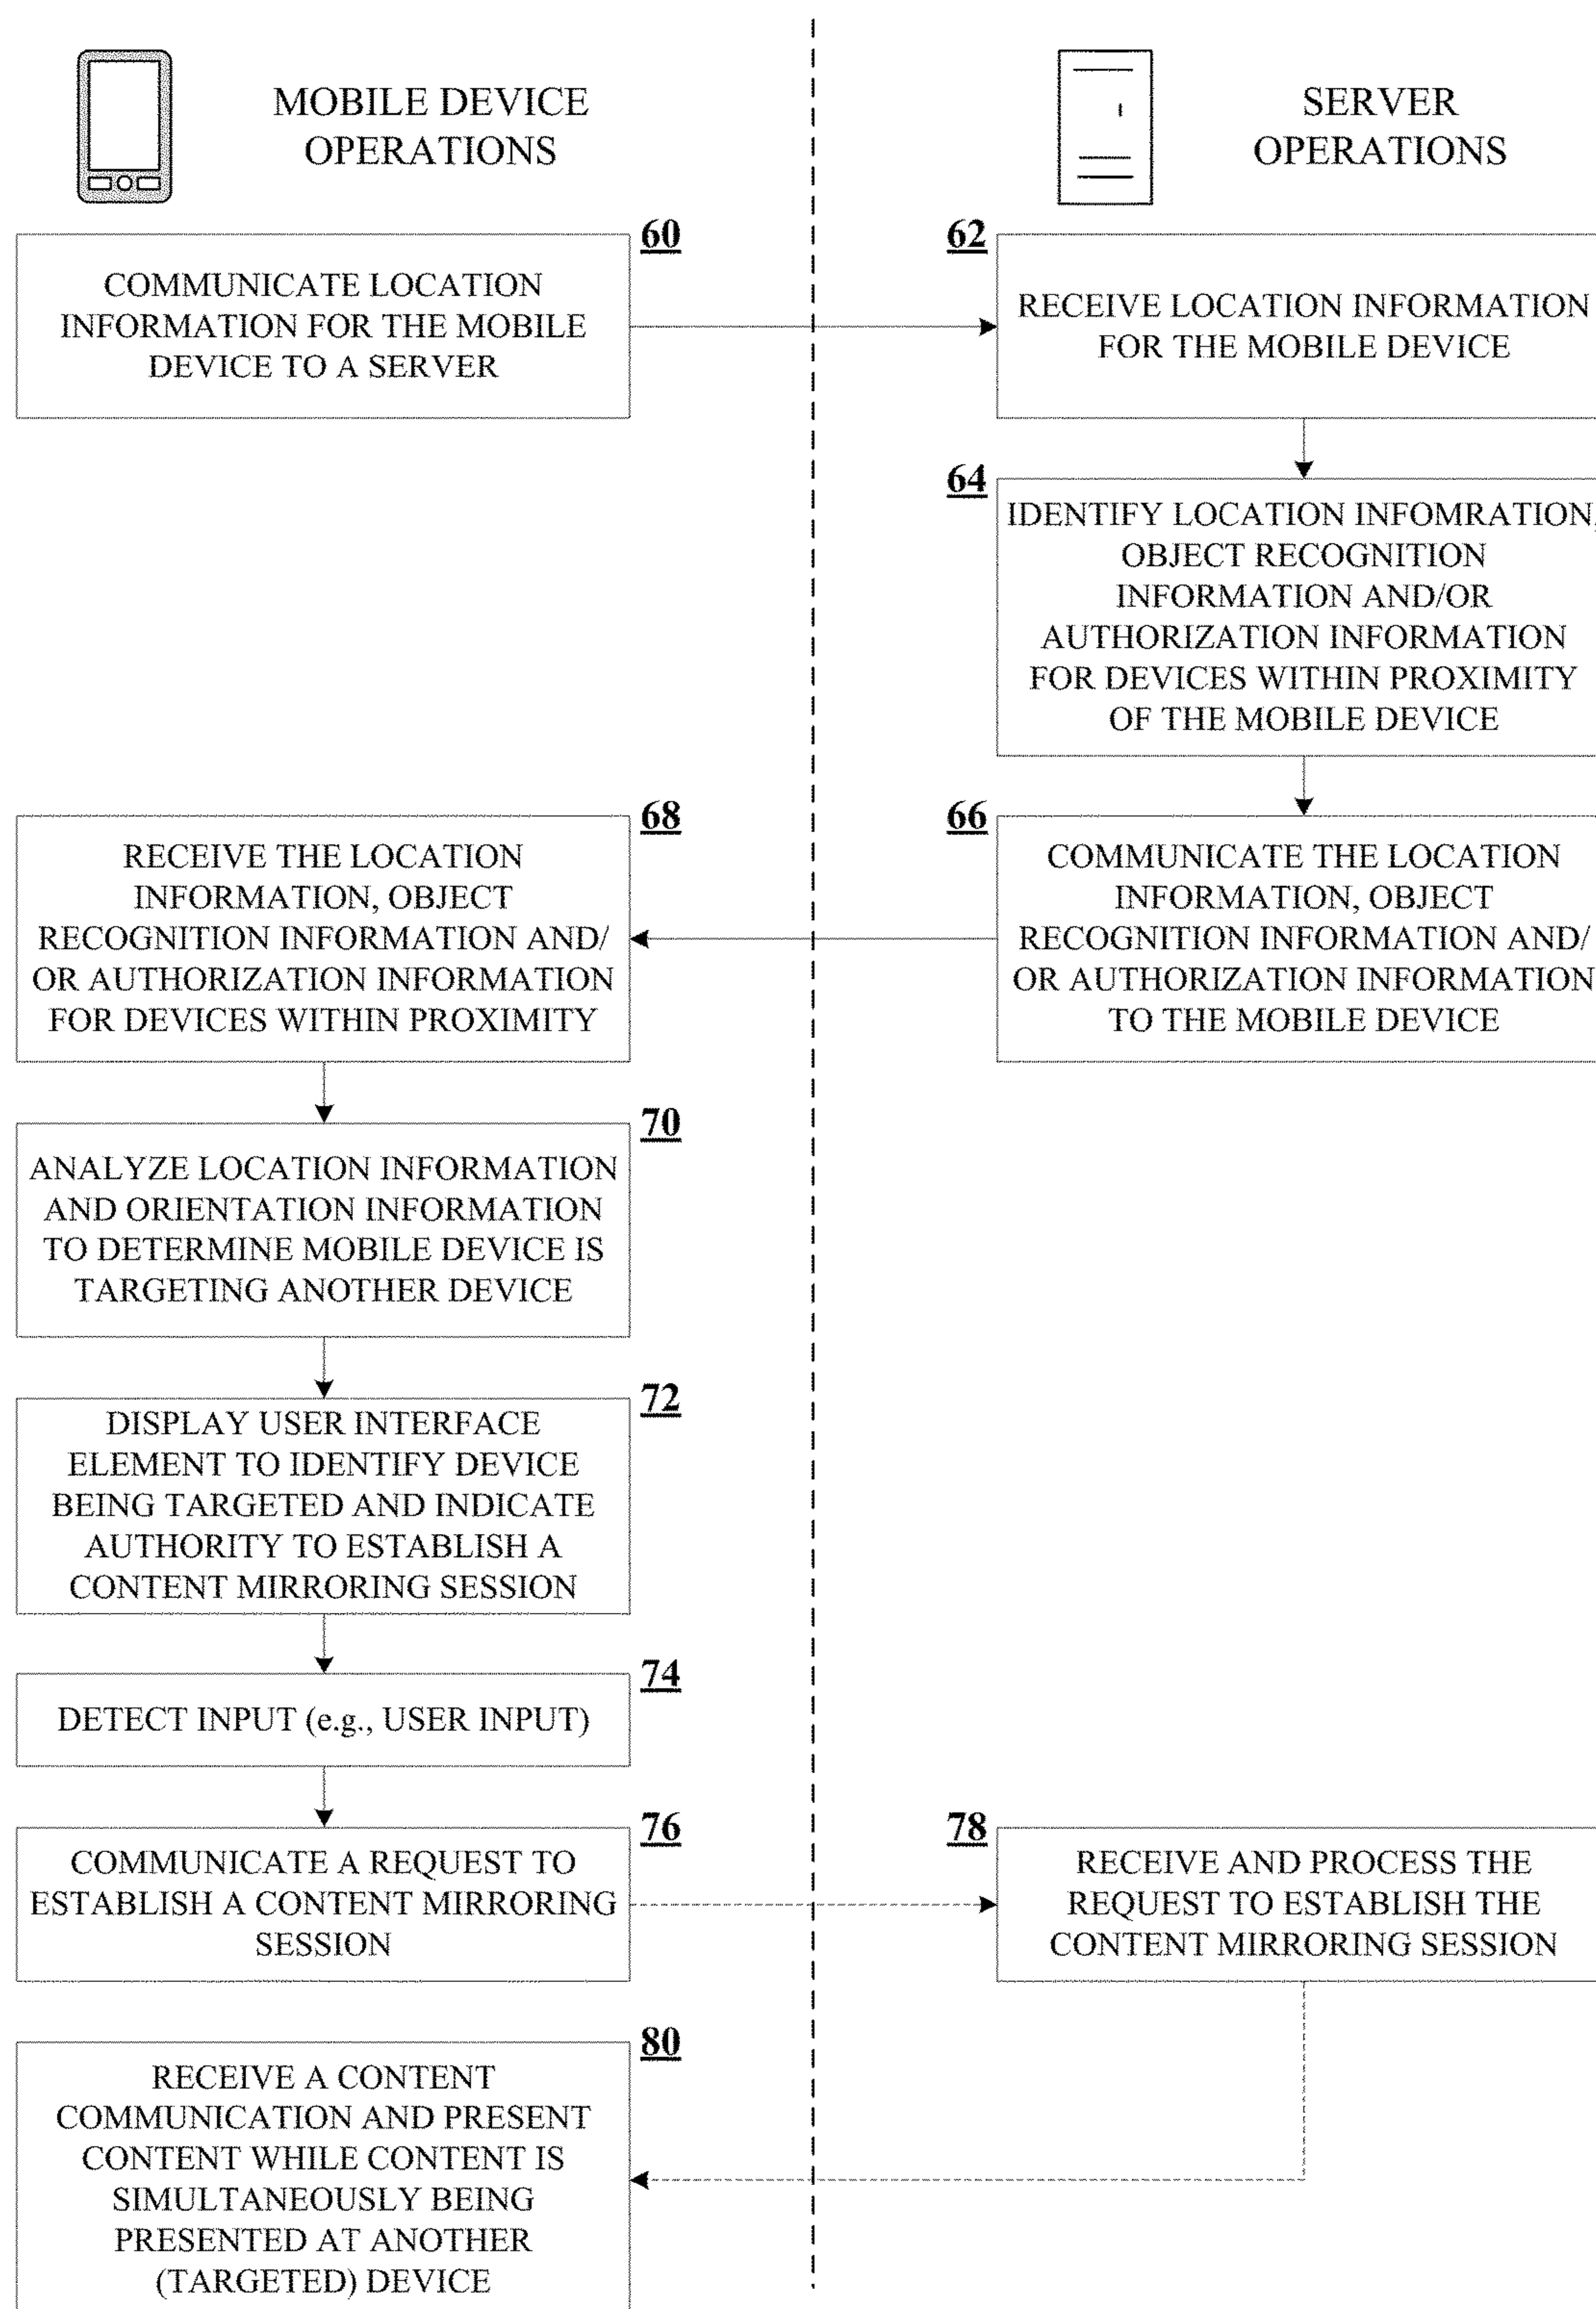 MOBILE DEVICE
OPERATIONS
SERVER
OPERATIONS
60
COMMUNICATE LOCATION
INFORMATION FOR THE MOBILE
DEVICE TO A SERVER
62
RECEIVE LOCATION INFORMATION
FOR THE MOBILE DEVICE
64
IDENTIFY LOCATION INFOMRATION,
OBJECT RECOGNITION
INFORMATION AND/OR
AUTHORIZATION INFORMATION
FOR DEVICES WITHIN PROXIMITY
OF THE MOBILE DEVICE
66
COMMUNICATE THE LOCATION
INFORMATION, OBJECT
RECOGNITION INFORMATION AND/
OR AUTHORIZATION INFORMATION
TO THE MOBILE DEVICE
68
RECEIVE THE LOCATION
INFORMATION, OBJECT
RECOGNITION INFORMATION AND/
OR AUTHORIZATION INFORMATION
FOR DEVICES WITHIN PROXIMITY
70
ANALYZE LOCATION INFORMATION
AND ORIENTATION INFORMATION
TO DETERMINE MOBILE DEVICE IS
TARGETING ANOTHER DEVICE
72
DISPLAY USER INTERFACE
ELEMENT TO IDENTIFY DEVICE
BEING TARGETED AND INDICATE
AUTHORITY TO ESTABLISH A
CONTENT MIRRORING SESSION
74
DETECT INPUT (e.g., USER INPUT)
76
COMMUNICATE A REQUEST TO
ESTABLISH A CONTENT MIRRORING
SESSION
78
RECEIVE AND PROCESS THE
REQUEST TO ESTABLISH THE
CONTENT MIRRORING SESSION
80
RECEIVE A CONTENT
COMMUNICATION AND PRESENT
CONTENT WHILE CONTENT IS
SIMULTANEOUSLY BEING
PRESENTED AT ANOTHER
(TARGETED) DEVICE